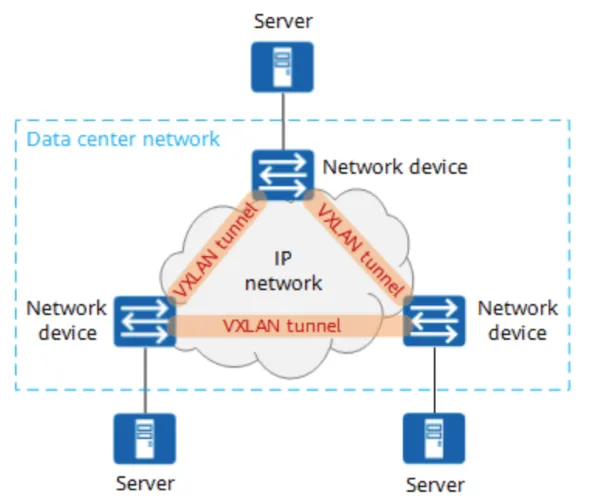 Server
Data center network
Network device
VXLAN tunnel
VXLAN tunnel
IP
network
Network
device
VXLAN tunnel
Network
device
Server
Server